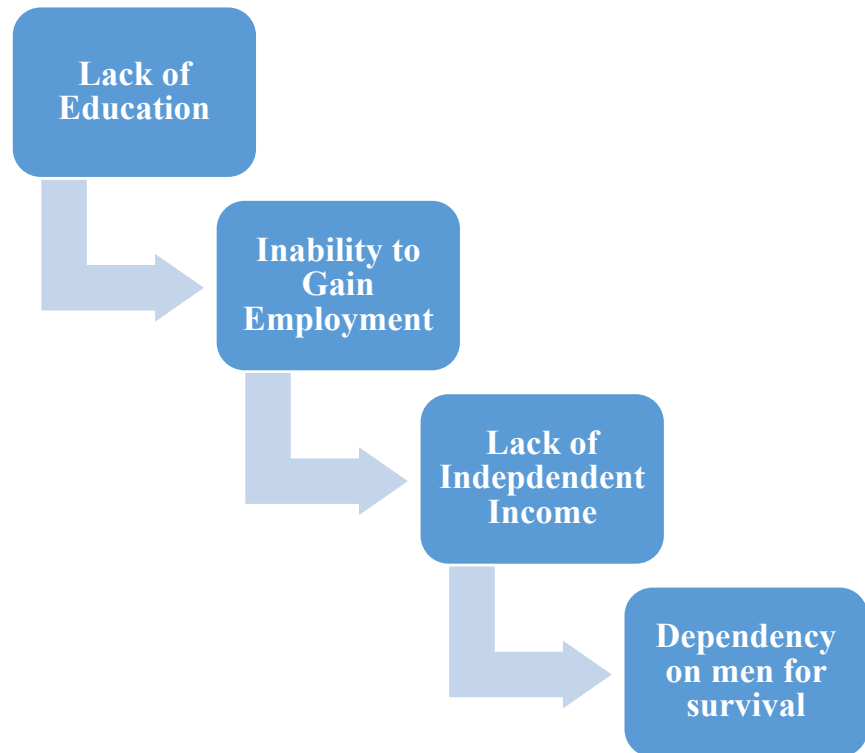 Lack of
Education
Inability to
Gain
Employment
Lack of
Indepdendent
Income
Dependency
on men for
survival